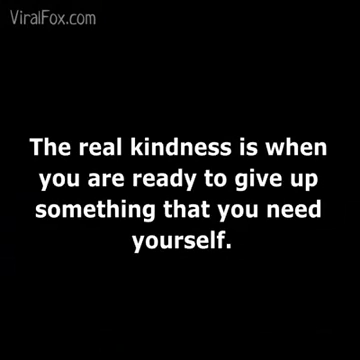 ViralFox.com
The real kindness is when
you are ready to give up
something that you need
yourself.